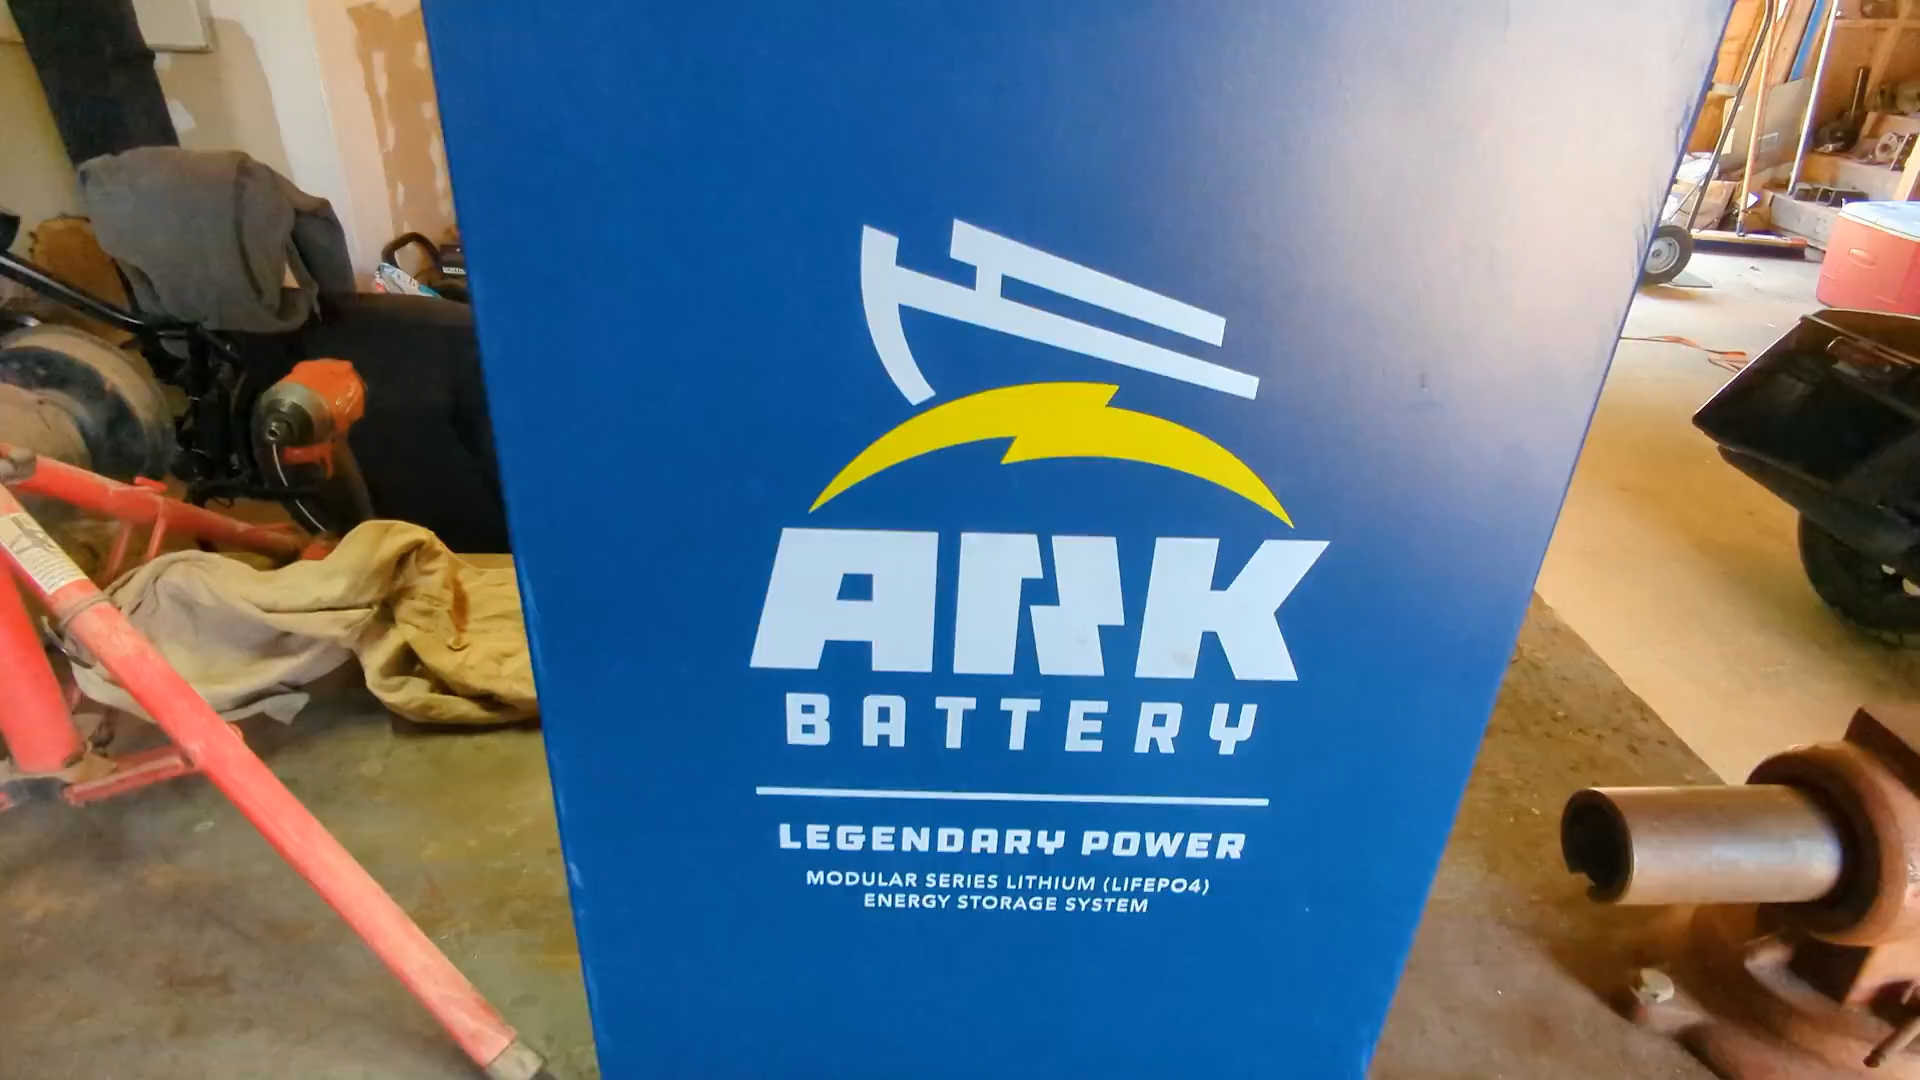 ARK
BATTERY
LEGENDARY POWER
MODULAR SERIES LITHIUM (LIFEPO4)
ENERGY STORAGE SYSTEM